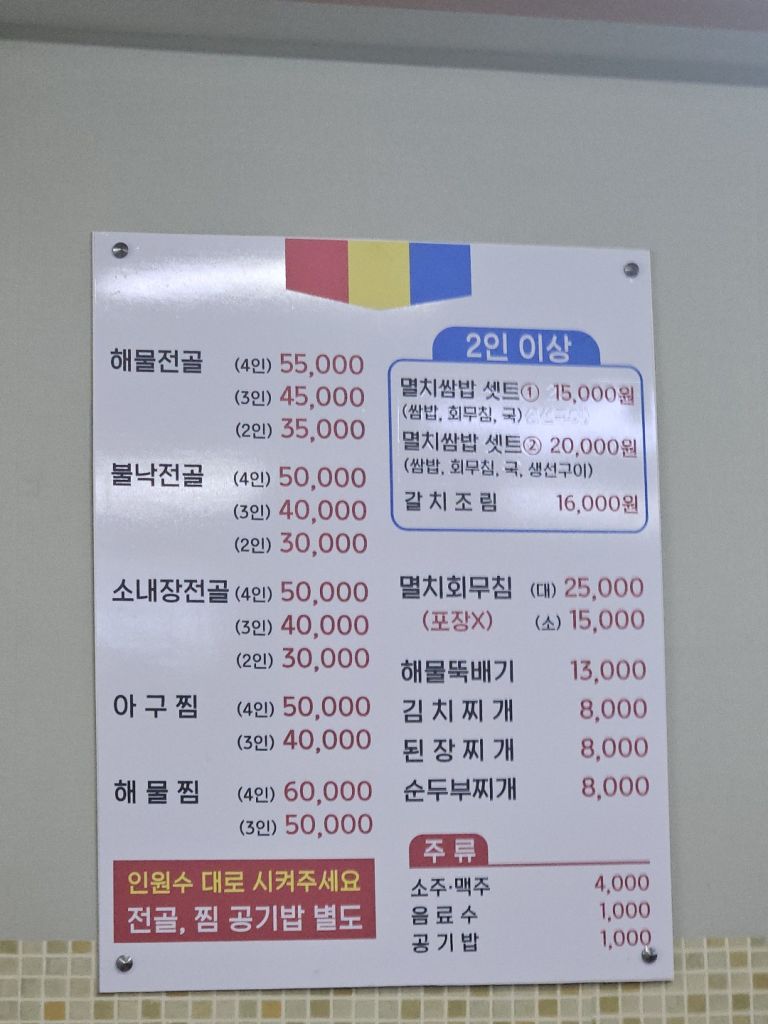 해물전골 (4인) 55,000
(3인) 45,000
(2인) 35,000
불낙전골 (4인) 50,000
(3인) 40,000
(2인) 30,000
소내장전골 (4인) 50,000
(3인) 40,000
(2인) 30,000
아구찜 (4인) 50,000
(3인) 40,000
해물찜 (4인) 60,000
(3인) 50,000
인원수 대로 시켜주세요
전골, 찜 공기밥 별도
2인 이상
멸치쌈밥 셋트① 15,000원
(쌈밥, 회무침, 국)
멸치쌈밥 셋트② 20,000원
(쌈밥, 회무침, 국, 생선구이)
갈치조림 16,000원
멸치회무침 (대) 25,000
(포장X) (소) 15,000
해물뚝배기 13,000
김치찌개 8,000
된장찌개 8,000
순두부찌개 8,000
주류
소주·맥주 4,000
음료수 1,000
공기밥 1,000